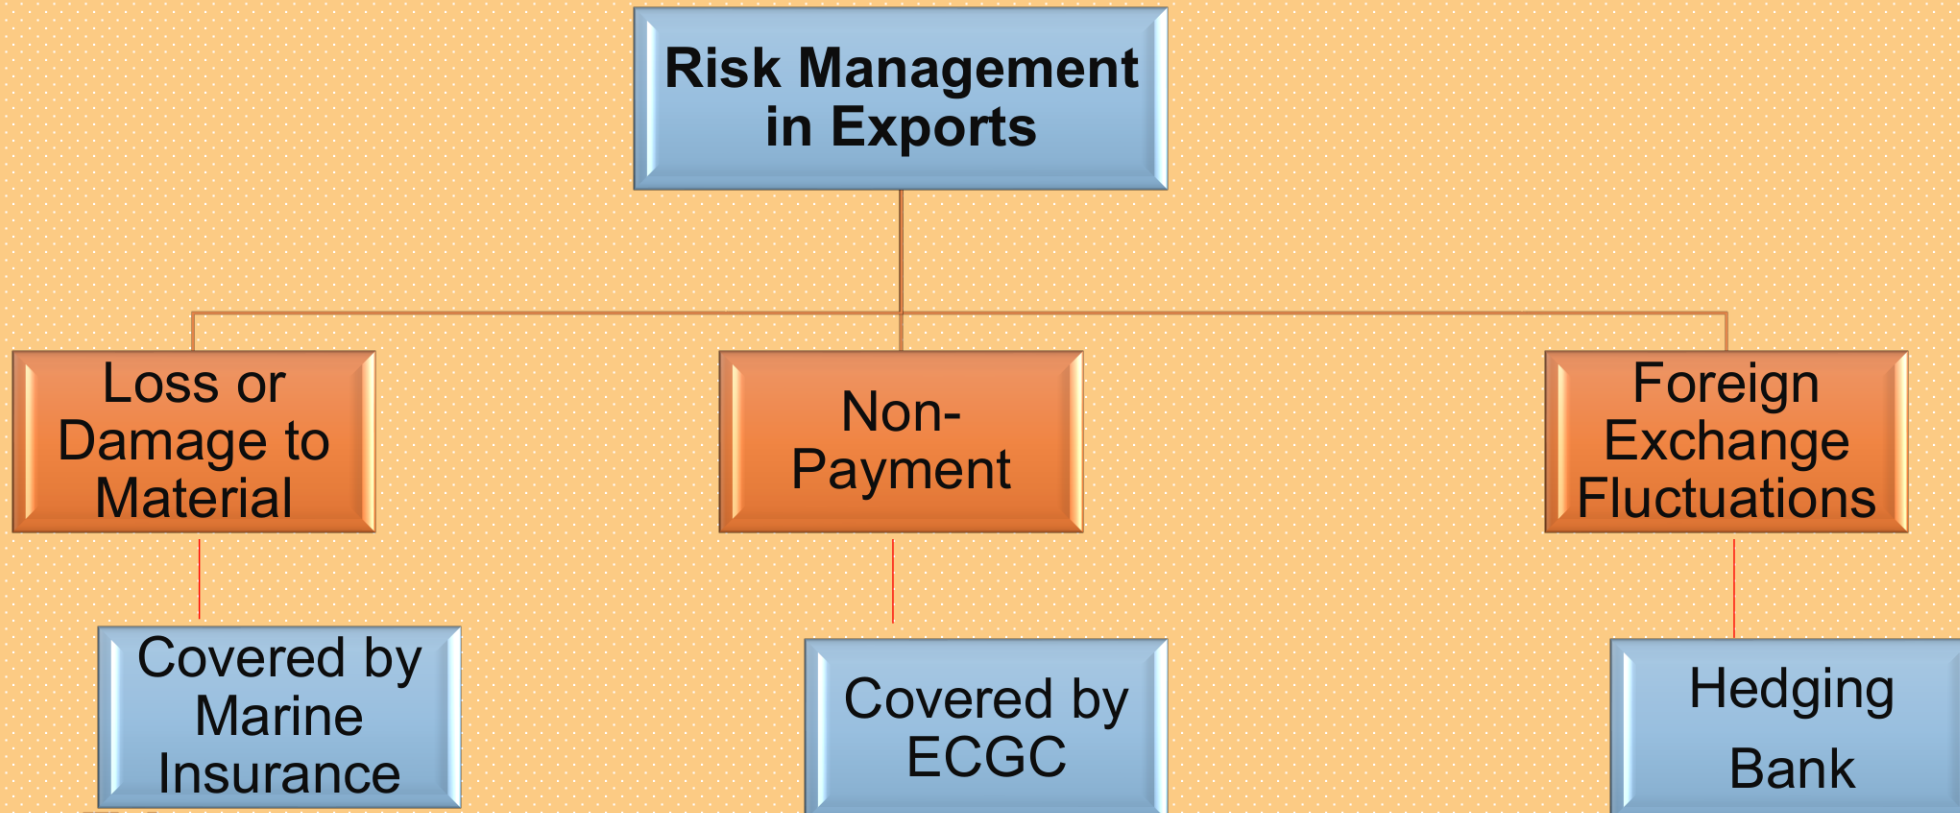 Risk Management
in Exports
Loss or
Damage to
Material
Non-
Payment
Foreign
Exchange
Fluctuations
Covered by
Marine
Insurance
Covered by
ECGC
Hedging
Bank